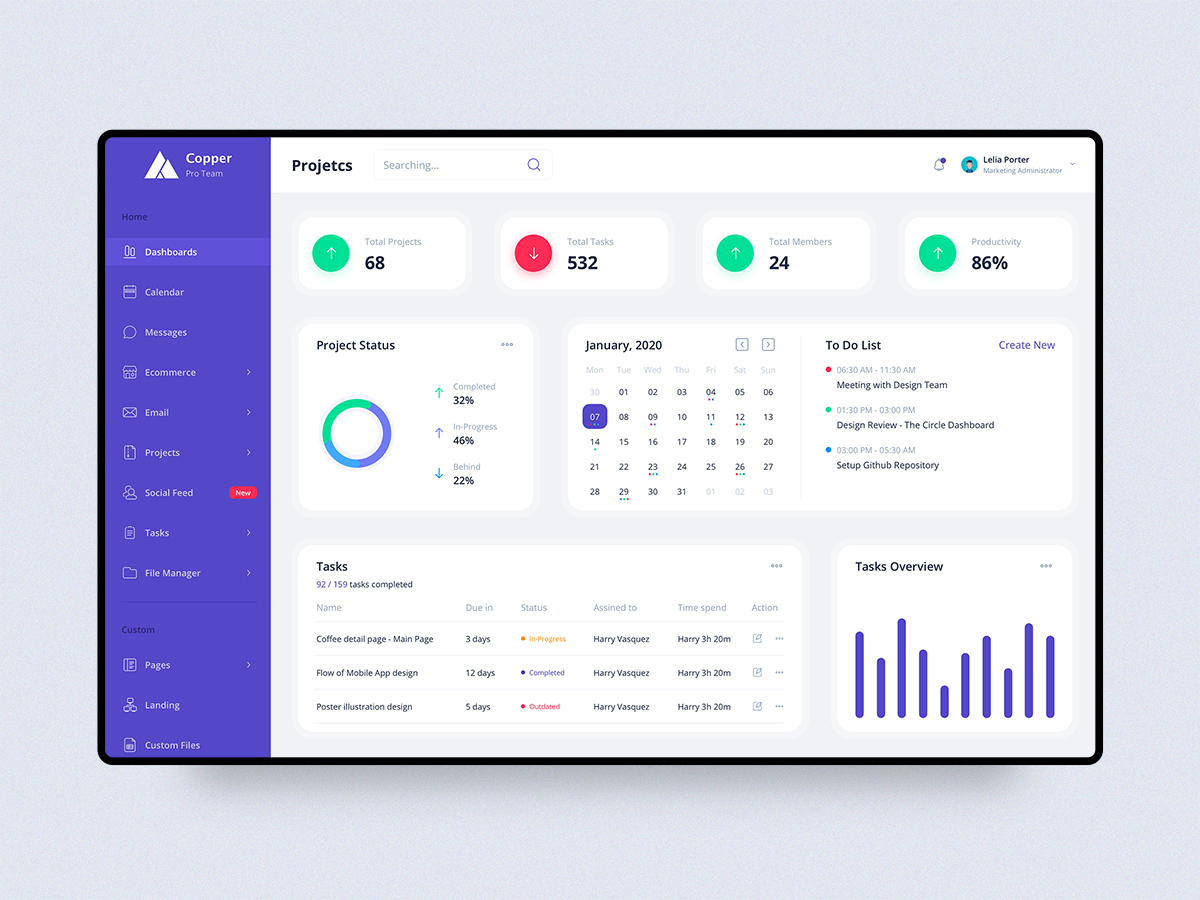 Copper
Pro Team
Home
Dashboards
Calendar
Messages
Ecommerce
Email
Projects
Social Feed
New
Tasks
File Manager
Custom
Pages
Landing
Custom Files
Projetcs
Searching...
Lelia Porter
Marketing Administrator
Total Projects
68
Total Tasks
532
Total Members
24
Productivity
86%
Project Status
Completed
32%
In-Progress
46%
Behind
22%
January, 2020
Mon Tue Wed Thu Fri Sat Sun
30 01 02 03 04 05 06
07 08 09 10 11 12 13
14 15 16 17 18 19 20
21 22 23 24 25 26 27
28 29 30 31 01 02 03
To Do List
Create New
06:30 AM - 11:30 AM
Meeting with Design Team
01:30 PM - 03:00 PM
Design Review - The Circle Dashboard
03:00 PM - 05:30 AM
Setup Github Repository
Tasks
92 / 159 tasks completed
Name Due in Status Assined to Time spend Action
Coffee detail page - Main Page 3 days In-Progress Harry Vasquez Harry 3h 20m
Flow of Mobile App design 12 days Completed Harry Vasquez Harry 3h 20m
Poster illustration design 5 days Outdated Harry Vasquez Harry 3h 20m
Tasks Overview